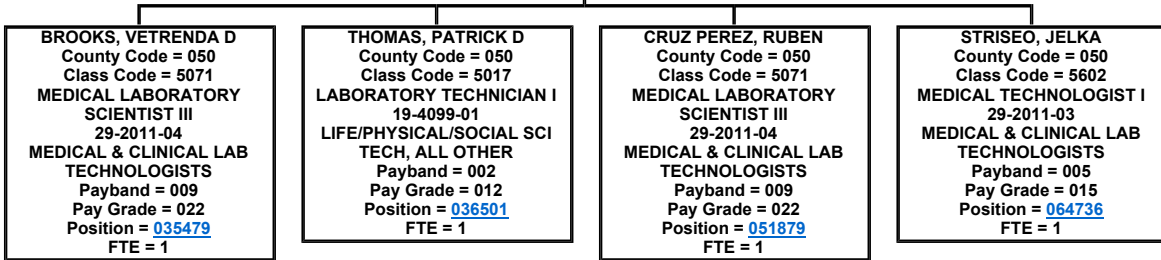 BROOKS, VETRENDA D
County Code = 050
Class Code = 5071
MEDICAL LABORATORY
SCIENTIST III
29-2011-04
MEDICAL & CLINICAL LAB
TECHNOLOGISTS
Payband = 009
Pay Grade = 022
Position = 035479
FTE = 1
THOMAS, PATRICK D
County Code = 050
Class Code = 5017
LABORATORY TECHNICIAN I
19-4099-01
LIFE/PHYSICAL/SOCIAL SCI
TECH, ALL OTHER
Payband = 002
Pay Grade = 012
Position = 036501
FTE = 1
CRUZ PEREZ, RUBEN
County Code = 050
Class Code = 5071
MEDICAL LABORATORY
SCIENTIST III
29-2011-04
MEDICAL & CLINICAL LAB
TECHNOLOGISTS
Payband = 009
Pay Grade = 022
Position = 051879
FTE = 1
STRISEO, JELKA
County Code = 050
Class Code = 5602
MEDICAL TECHNOLOGIST I
29-2011-03
MEDICAL & CLINICAL LAB
TECHNOLOGISTS
Payband = 005
Pay Grade = 015
Position = 064736
FTE = 1